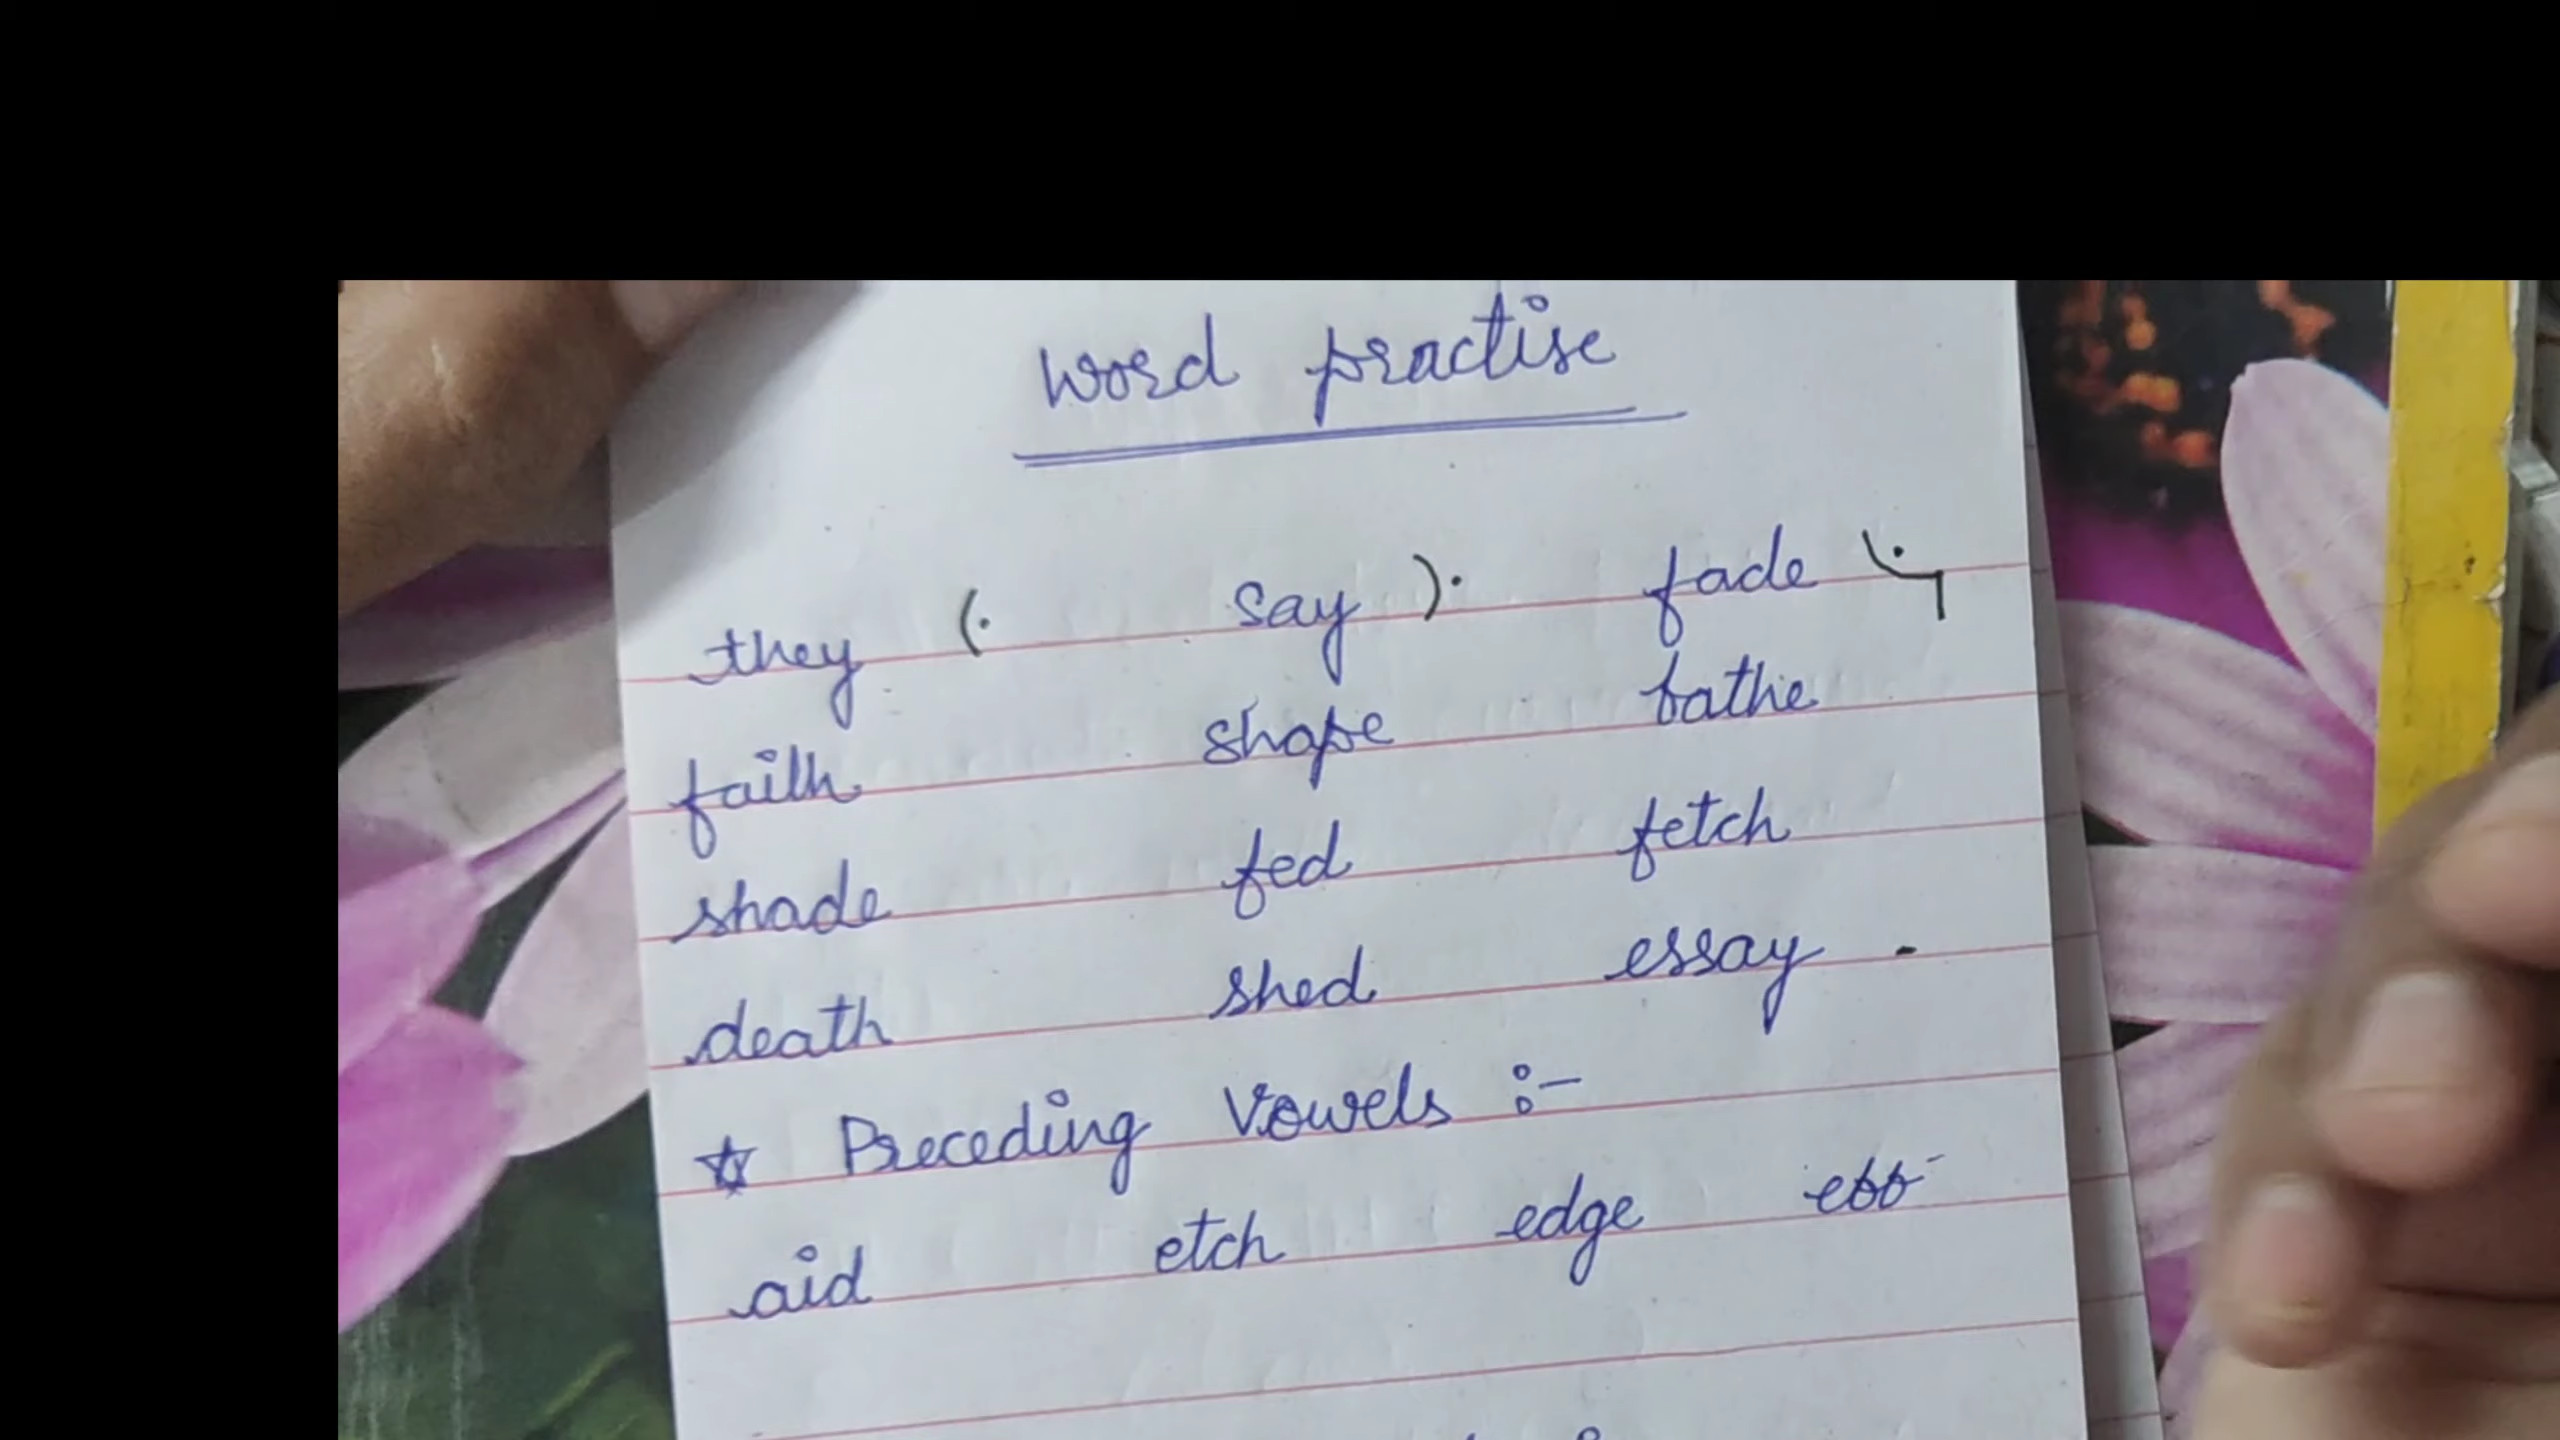 Word practise
they say fade
faith shape bathe
shade fed fetch
death shed essay
☆ Preceding Vowels :-
aid etch edge ebb